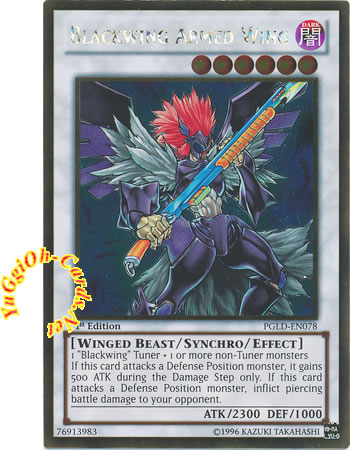 BLACKWING ARMED WING
DARK
闇
YuGgiOh-Cards.Net
1st Edition
PGLD-EN078
[WINGED BEAST/SYNCHRO/EFFECT]
1 "Blackwing" Tuner + 1 or more non-Tuner monsters
If this card attacks a Defense Position monster, it gains
500 ATK during the Damage Step only. If this card
attacks a Defense Position monster, inflict piercing
battle damage to your opponent.
ATK/2300 DEF/1000
76913983
©1996 KAZUKI TAKAHASHI